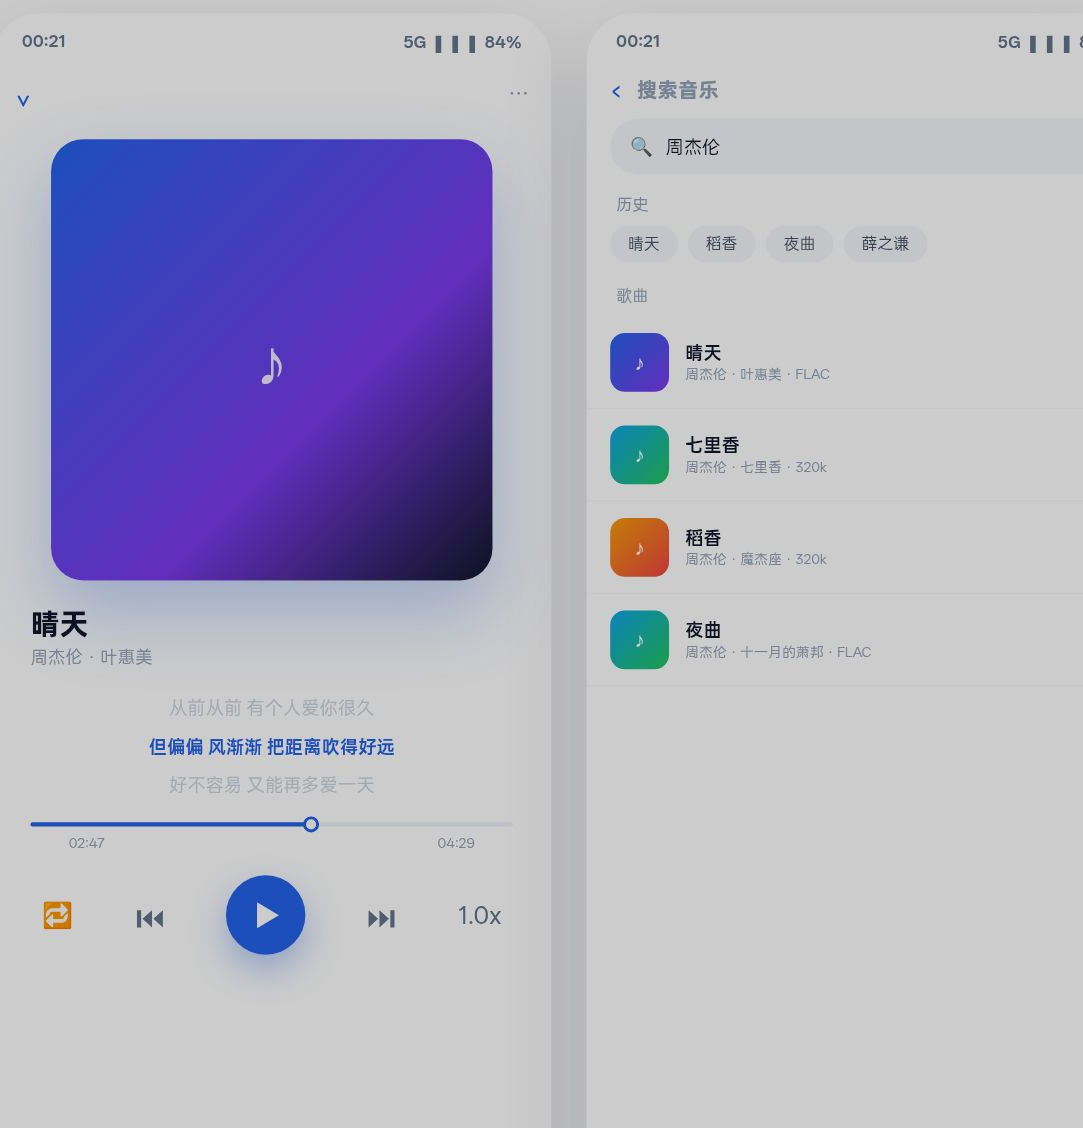 00:21
5G 84%
晴天
周杰伦 · 叶惠美
从前从前 有个人爱你很久
但偏偏 风渐渐 把距离吹得好远
好不容易 又能再多爱一天
02:47
04:29
1.0x
00:21
5G
搜索音乐
周杰伦
历史
晴天
稻香
夜曲
薛之谦
歌曲
晴天
周杰伦 · 叶惠美 · FLAC
七里香
周杰伦 · 七里香 · 320k
稻香
周杰伦 · 魔杰座 · 320k
夜曲
周杰伦 · 十一月的萧邦 · FLAC